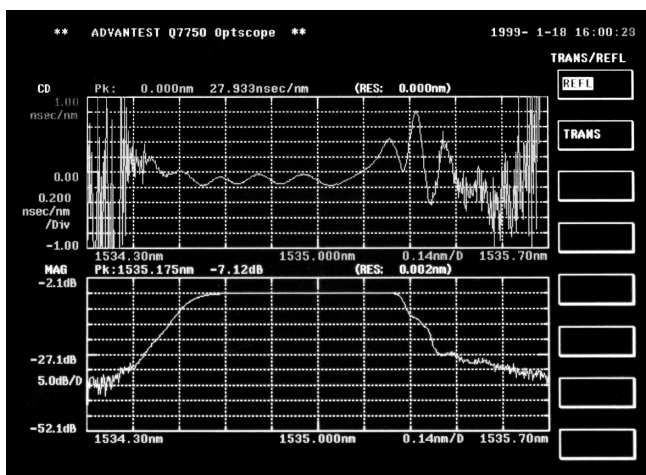 ** ADVANTEST Q7750 Optscope ** 1999- 1-18 16:00:23
TRANS/REFL
REFL
TRANS
CD Pk: 0.000nm 27.933nsec/nm (RES: 0.000nm)
1.00
nsec/nm
0.00
0.200
nsec/nm
/Div
-1.00
1534.30nm 1535.000nm 0.14nm/D 1535.70nm
MAG Pk:1535.175nm -7.12dB (RES: 0.002nm)
-2.1dB
-27.1dB
5.0dB/D
-52.1dB
1534.30nm 1535.000nm 0.14nm/D 1535.70nm